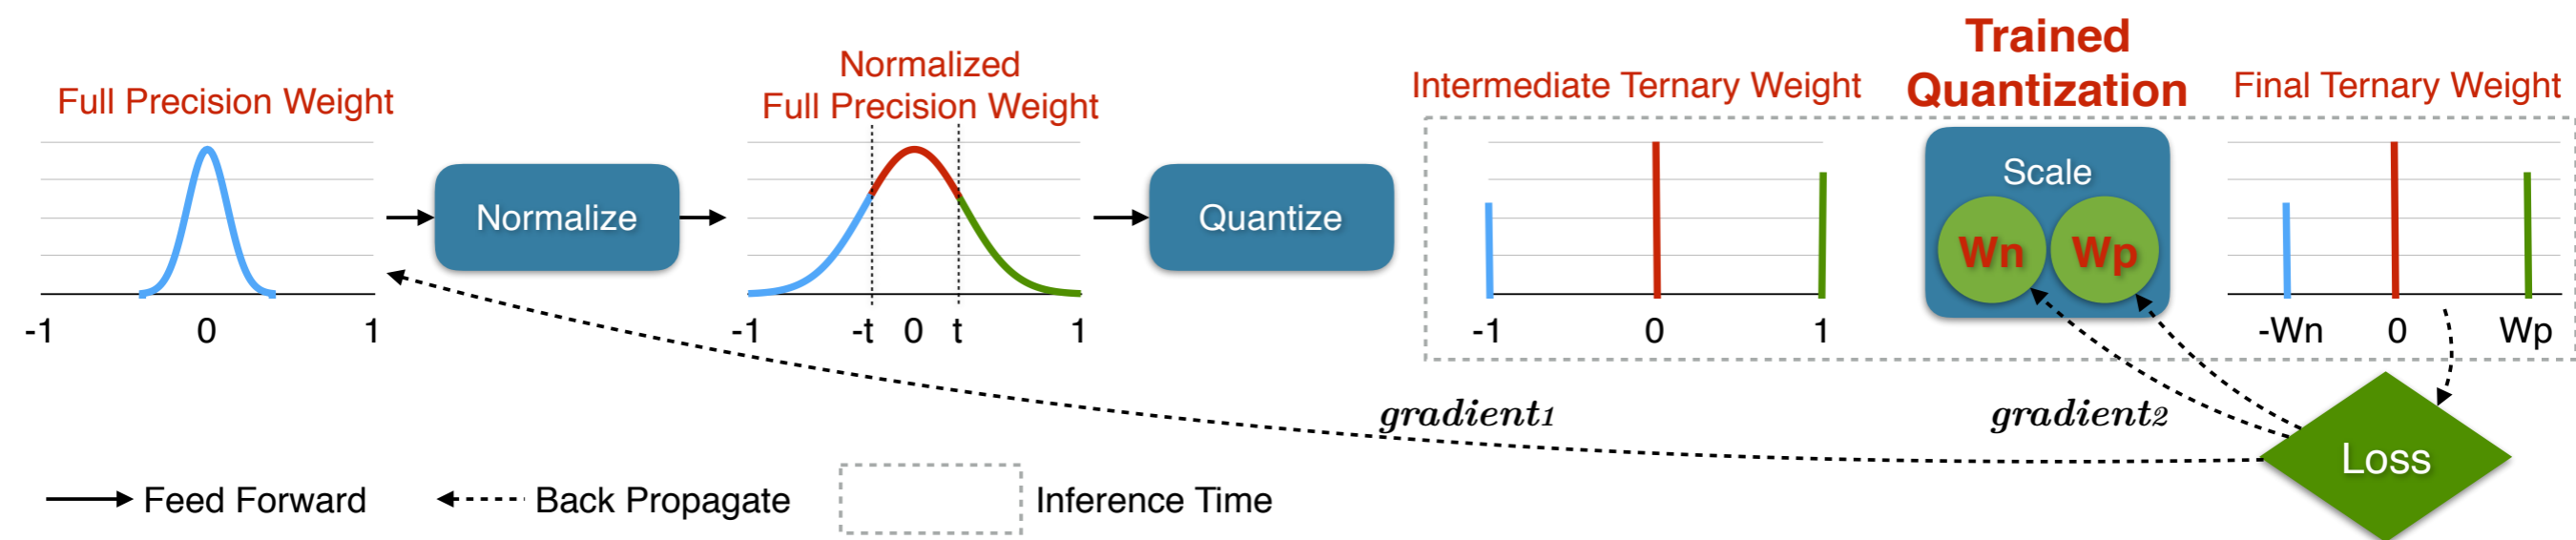 Full Precision Weight
-1 0 1
Normalize
Normalized
Full Precision Weight
-1 -t 0 t 1
Quantize
Intermediate Ternary Weight
-1 0 1
Trained
Quantization
Scale
Wn Wp
Final Ternary Weight
-Wn 0 Wp
gradient1
gradient2
Loss
Feed Forward
Back Propagate
Inference Time